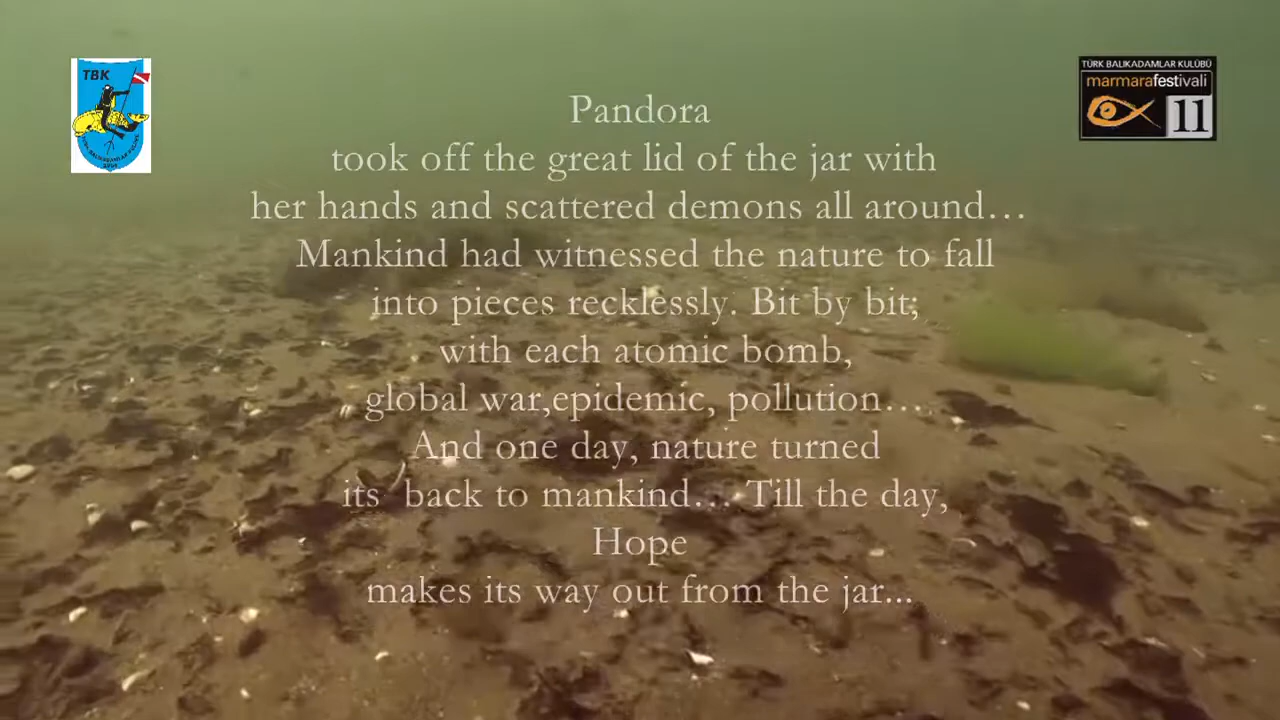 TBK
TÜRK BALIKADAMLAR KULÜBÜ
marmarafestivali
11
Pandora
took off the great lid of the jar with
her hands and scattered demons all around…
Mankind had witnessed the nature to fall
into pieces recklessly. Bit by bit;
with each atomic bomb,
global war,epidemic, pollution…
And one day, nature turned
its  back to mankind… Till the day,
Hope
makes its way out from the jar...